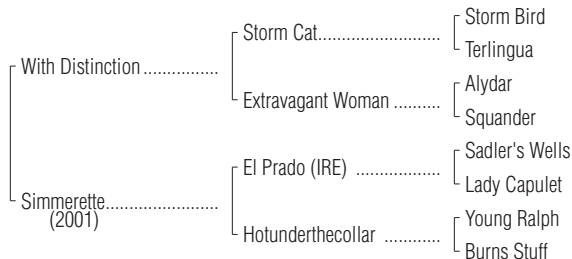 Storm Bird
Storm Cat............................
Terlingua
With Distinction .................
Alydar
Extravagant Woman ...........
Squander
Sadler's Wells
El Prado (IRE) ...................
Lady Capulet
Simmerette.........................
(2001)
Young Ralph
Hotunderthecollar .............
Burns Stuff